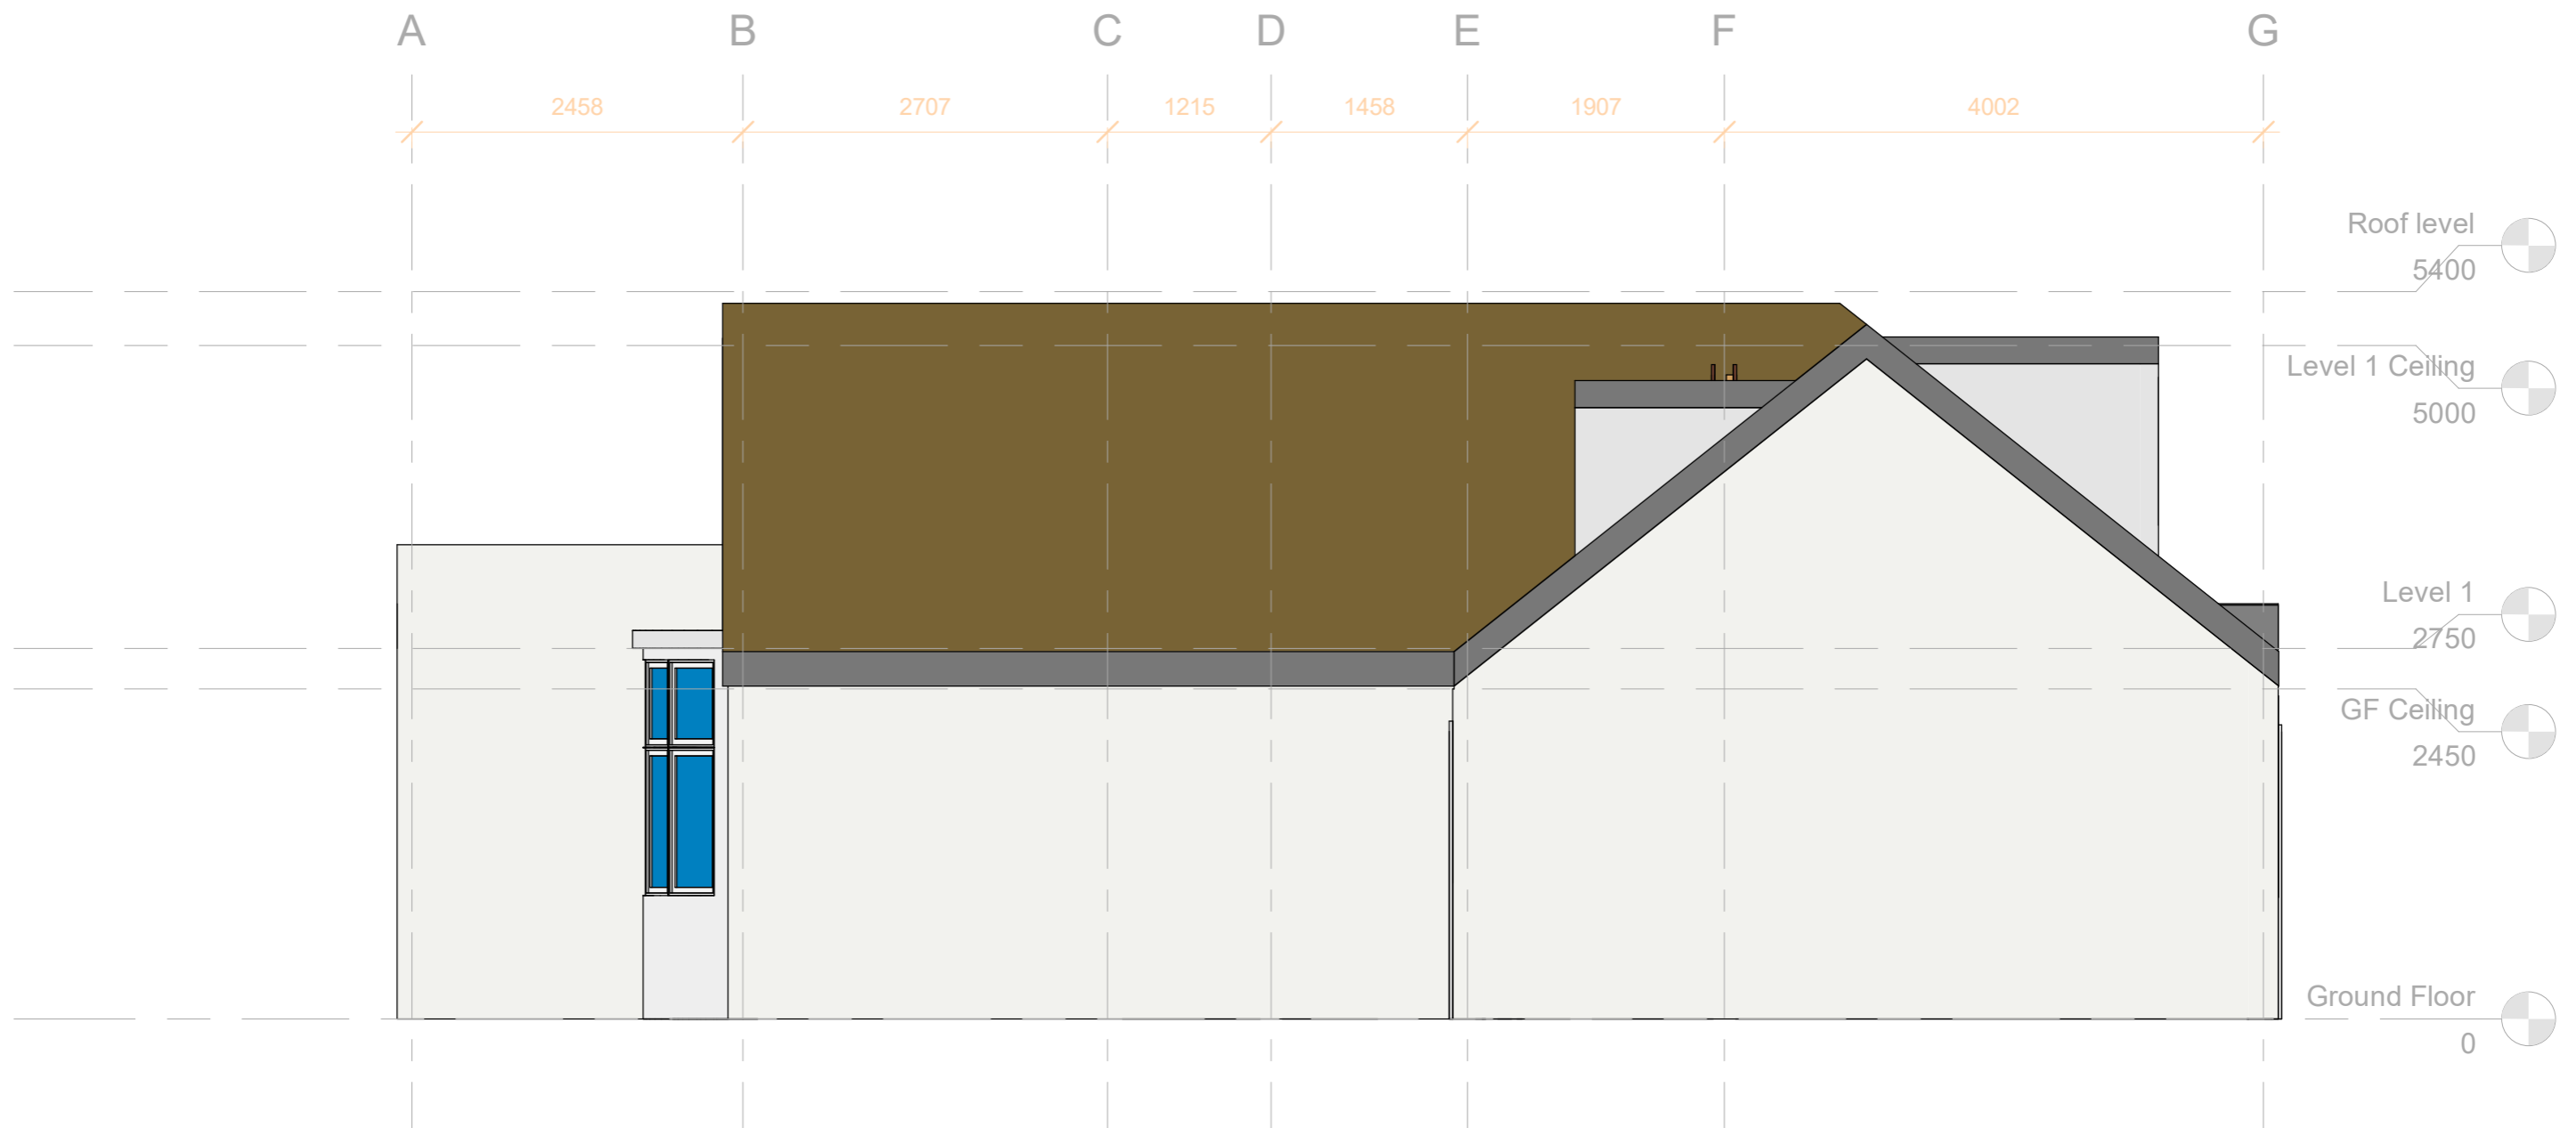 A B C D E F G
2458 2707 1215 1458 1907 4002
Roof level
5400
Level 1 Ceiling
5000
Level 1
2750
GF Ceiling
2450
Ground Floor
0